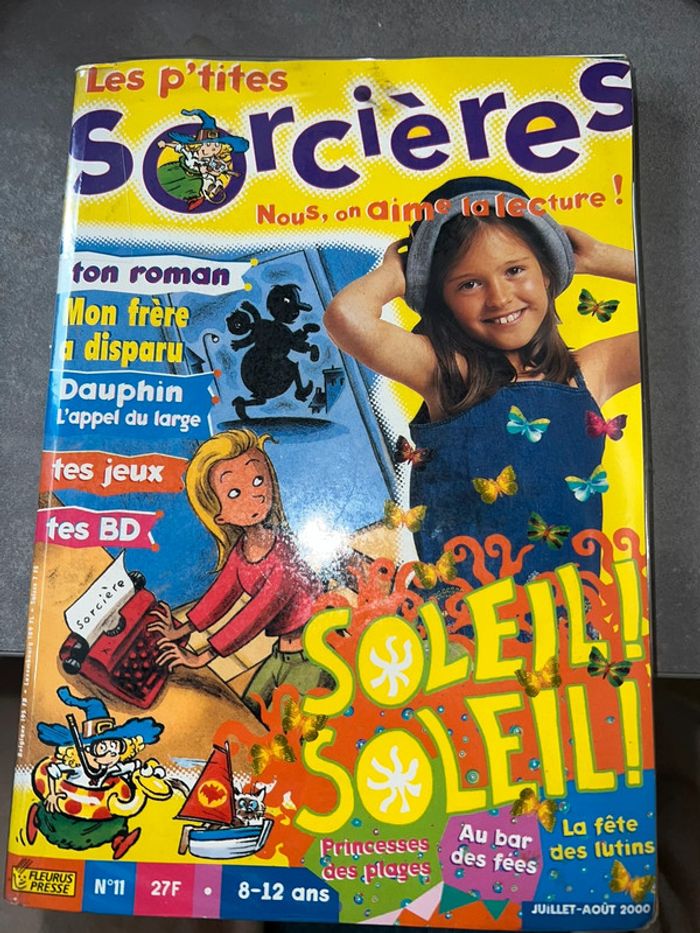 Les p'tites
sorcières
Nous, on aime la lecture !
ton roman
Mon frère
a disparu
Dauphin
L'appel du large
tes jeux
tes BD
Sorcière
SOLEIL!
SOLEIL!
Princesses
des plages
Au bar
des fées
La fête
des lutins
FLEURUS
PRESSE
N°11
27F • 8-12 ans
JUILLET-AOÛT 2000